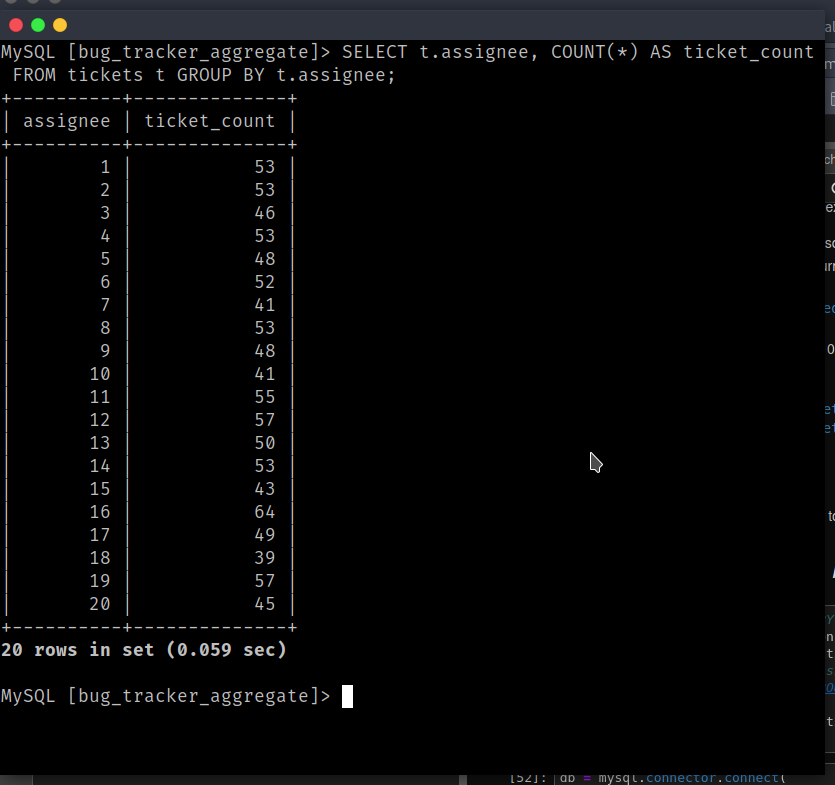 MySQL [bug_tracker_aggregate]> SELECT t.assignee, COUNT(*) AS ticket_count
FROM tickets t GROUP BY t.assignee;
+----------+--------------+
| assignee | ticket_count |
+----------+--------------+
|        1 |           53 |
|        2 |           53 |
|        3 |           46 |
|        4 |           53 |
|        5 |           48 |
|        6 |           52 |
|        7 |           41 |
|        8 |           53 |
|        9 |           48 |
|       10 |           41 |
|       11 |           55 |
|       12 |           57 |
|       13 |           50 |
|       14 |           53 |
|       15 |           43 |
|       16 |           64 |
|       17 |           49 |
|       18 |           39 |
|       19 |           57 |
|       20 |           45 |
+----------+--------------+
20 rows in set (0.059 sec)
MySQL [bug_tracker_aggregate]>
[52]: db = mysql.connector.connect(